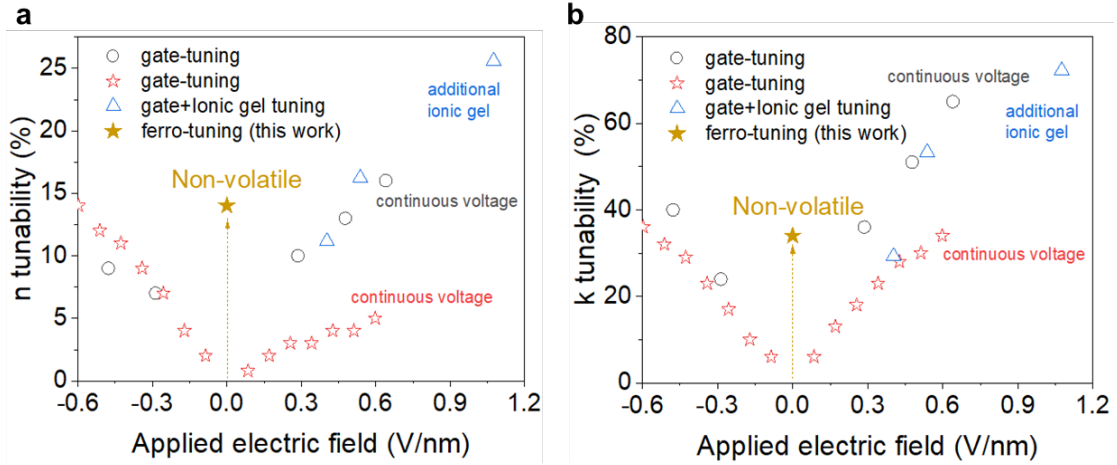 a
n tunability (%)
25
20
15
10
5
0
gate-tuning
gate-tuning
gate+Ionic gel tuning
ferro-tuning (this work)
additional
ionic gel
Non-volatile
continuous voltage
continuous voltage
-0.6 -0.3 0.0 0.3 0.6 0.9 1.2
Applied electric field (V/nm)
b
k tunability (%)
80
60
40
20
0
gate-tuning
gate-tuning
gate+Ionic gel tuning
ferro-tuning (this work)
continuous voltage
additional
ionic gel
Non-volatile
continuous voltage
-0.6 -0.3 0.0 0.3 0.6 0.9 1.2
Applied electric field (V/nm)